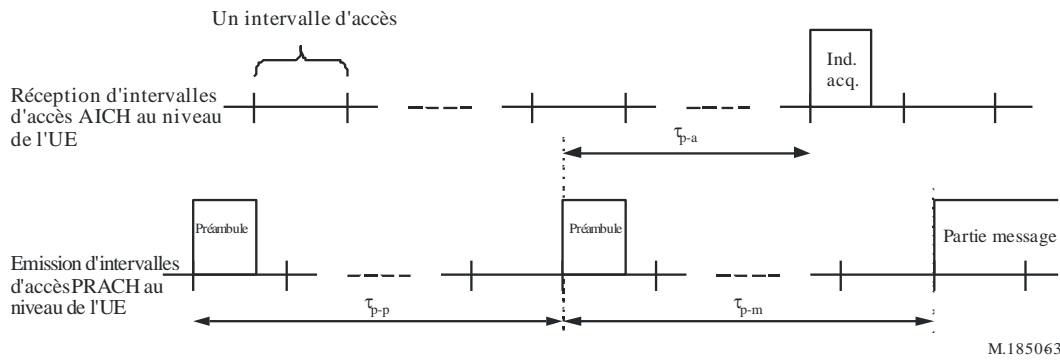 Un intervalle d'accès
Ind.
acq.
Réception d'intervalles
d'accès AICH au niveau
de l'UE
τp-a
Préambule
Préambule
Partie message
Emission d'intervalles
d'accès PRACH au
niveau de l'UE
τp-p
τp-m
M.185063